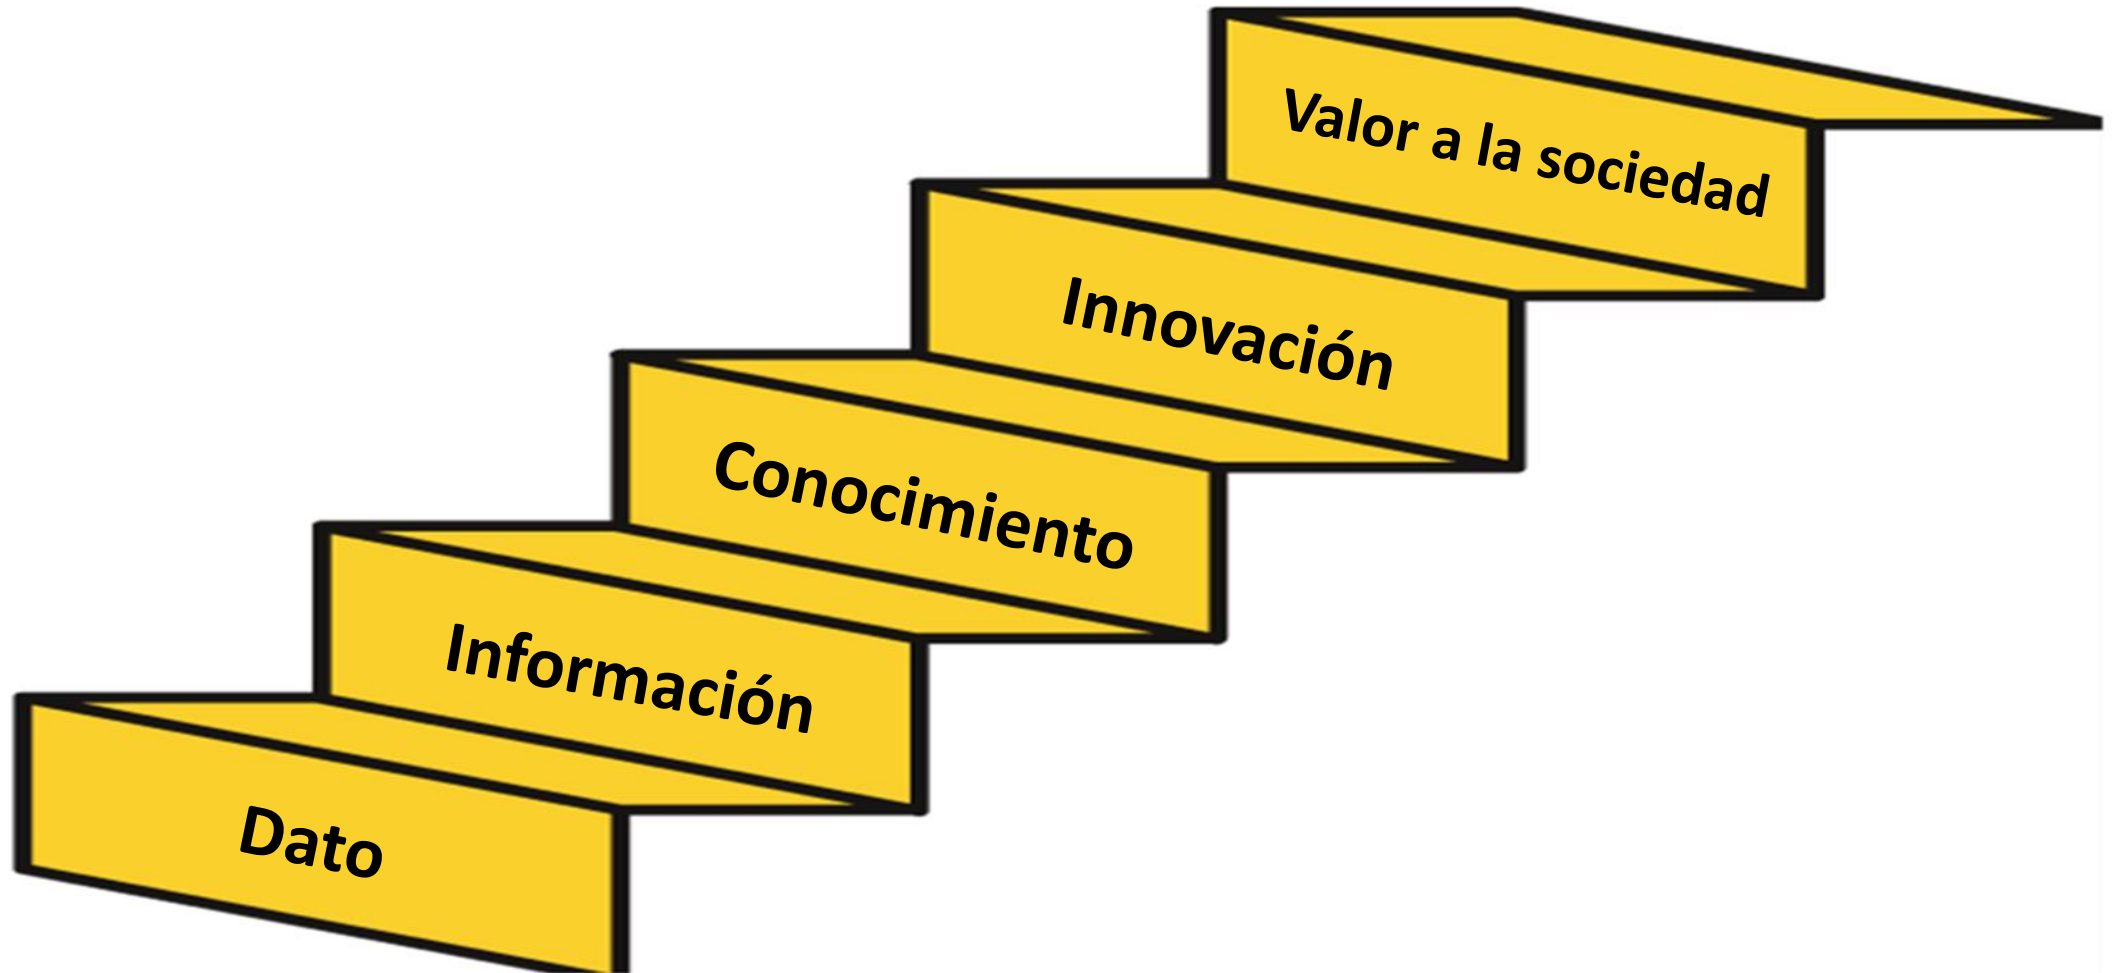 Valor a la sociedad
Innovación
Conocimiento
Información
Dato